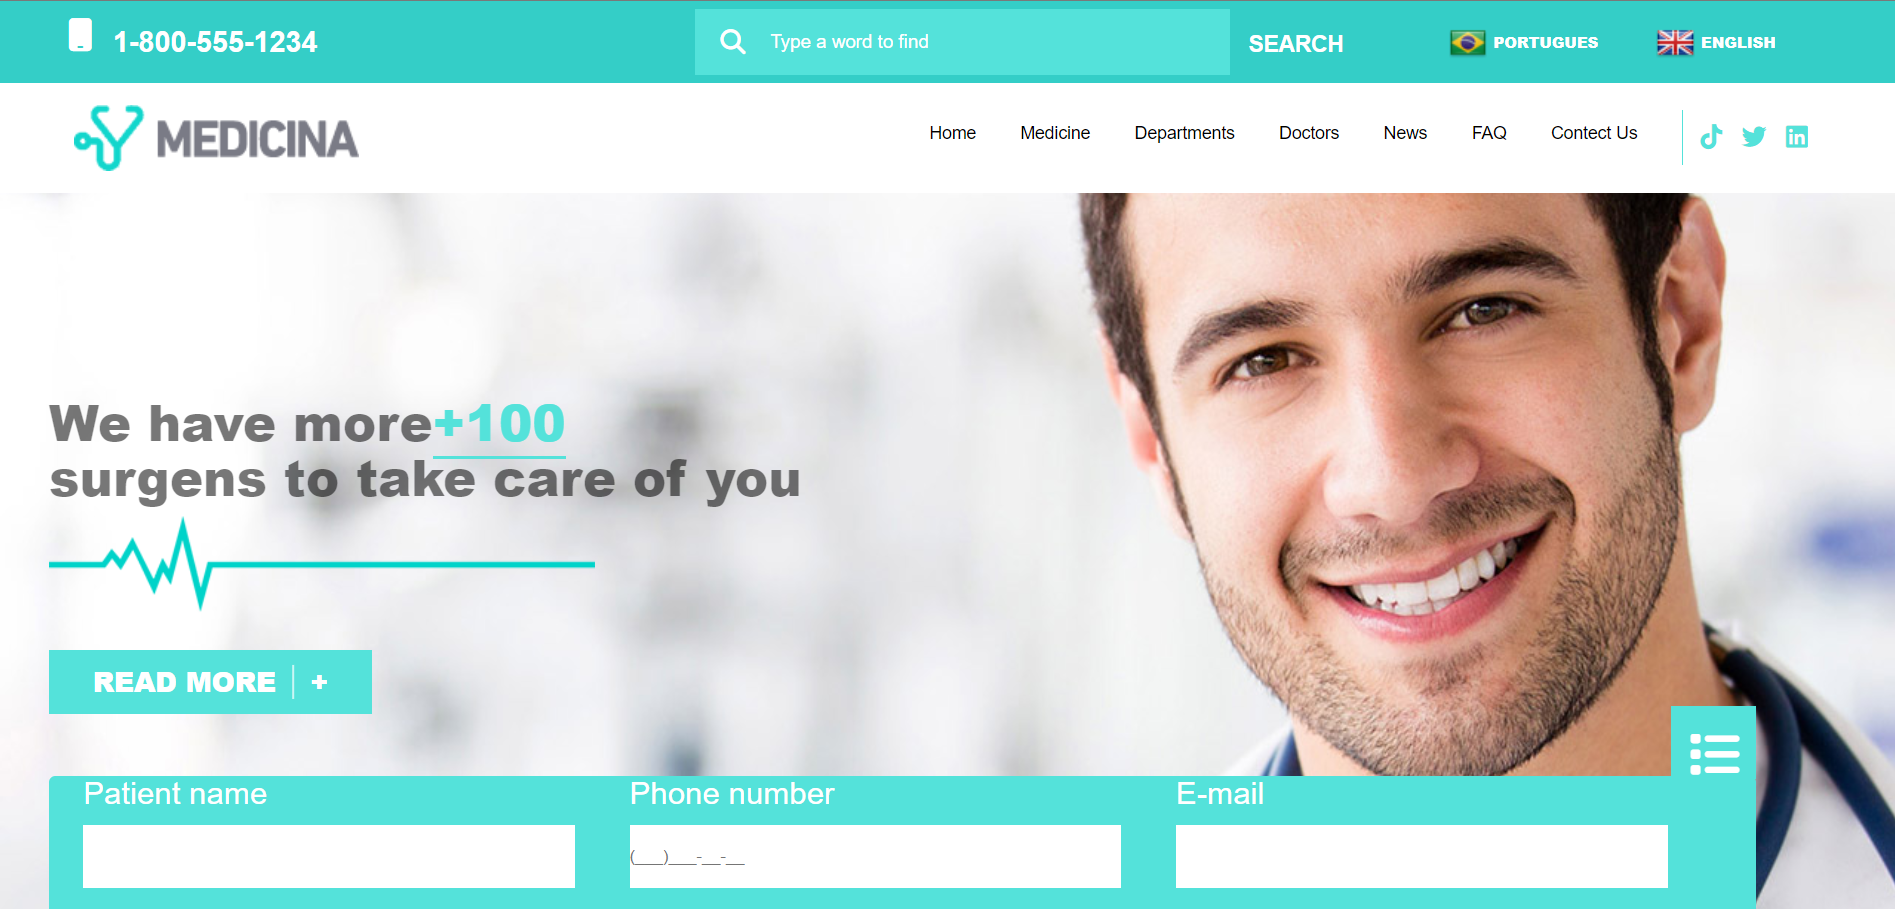 1-800-555-1234
Type a word to find
SEARCH
PORTUGUES
ENGLISH
MEDICINA
Home
Medicine
Departments
Doctors
News
FAQ
Contact Us
We have more+100
surgens to take care of you
READ MORE | +
Patient name
Phone number
E-mail
(___)___-__-__